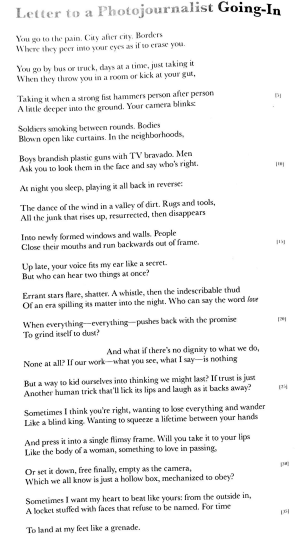 Letter to a Photojournalist Going-In
You go to the pain. City after city. Borders
Where they peer into your eyes as if to erase you.
You go by bus or truck, days at a time, just taking it
When they throw you in a room or kick at your gut,
Taking it when a strong fist hammers person after person [5]
A little deeper into the ground. Your camera blinks:
Soldiers smoking between rounds. Bodies
Blown open like curtains. In the neighborhoods,
Boys brandish plastic guns with TV bravado. Men
Ask you to look them in the face and say who's right. [10]
At night you sleep, playing it all back in reverse:
The dance of the wind in a valley of dirt. Rugs and tools,
All the junk that rises up, resurrected, then disappears
Into newly formed windows and walls. People
Close their mouths and run backwards out of frame. [15]
Up late, your voice fits my ear like a secret.
But who can hear two things at once?
Errant stars flare, shatter. A whistle, then the indescribable thud
Of an era spilling its matter into the night. Who can say the word love
When everything—everything—pushes back with the promise [20]
To grind itself to dust?
And what if there's no dignity to what we do,
None at all? If our work—what you see, what I say—is nothing
But a way to kid ourselves into thinking we might last? If trust is just
Another human trick that'll lick its lips and laugh as it backs away? [25]
Sometimes I think you're right, wanting to lose everything and wander
Like a blind king. Wanting to squeeze a lifetime between your hands
And press it into a single flimsy frame. Will you take it to your lips
Like the body of a woman, something to love in passing,
Or set it down, free finally, empty as the camera, [30]
Which we all know is just a hollow box, mechanized to obey?
Sometimes I want my heart to beat like yours: from the outside in,
A locket stuffed with faces that refuse to be named. For time
To land at my feet like a grenade.